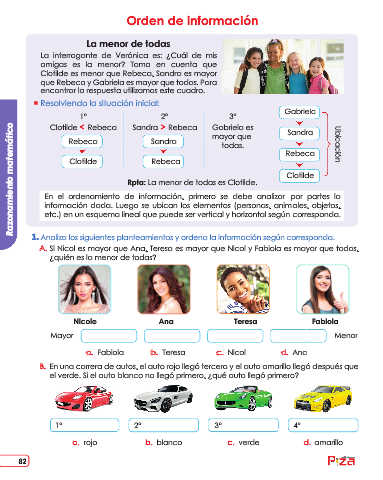 Orden de información
La menor de todas
La interrogante de Verónica es: ¿Cuál de mis
amigas es la menor? Toma en cuenta que
Clotilde es menor que Rebeca, Sandra es mayor
que Rebeca y Gabriela es mayor que todos. Para
encontrar la respuesta utilizamos este cuadro.
Resolviendo la situación inicial:
1° 2° 3°
Clotilde < Rebeca Sandra > Rebeca Gabriela es
mayor que
todas.
Rebeca Sandra
Clotilde Rebeca
Gabriela
Sandra
Rebeca
Clotilde
Ubicación
Rpta: La menor de todas es Clotilde.
En el ordenamiento de información, primero se debe analizar por partes la
información dada. Luego se ubican los elementos (personas, animales, objetos,
etc.) en un esquema lineal que puede ser vertical y horizontal según corresponda.
Razonamiento matemático
1. Analiza los siguientes planteamientos y ordena la información según corresponda.
A. Si Nicol es mayor que Ana, Teresa es mayor que Nicol y Fabiola es mayor que todas,
¿quién es la menor de todas?
Nicole Ana Teresa Fabiola
Mayor Menor
a. Fabiola b. Teresa c. Nicol d. Ana
B. En una carrera de autos, el auto rojo llegó tercero y el auto amarillo llegó después que
el verde. Si el auto blanco no llegó primero, ¿qué auto llegó primero?
1° 2° 3° 4°
a. rojo b. blanco c. verde d. amarillo
82